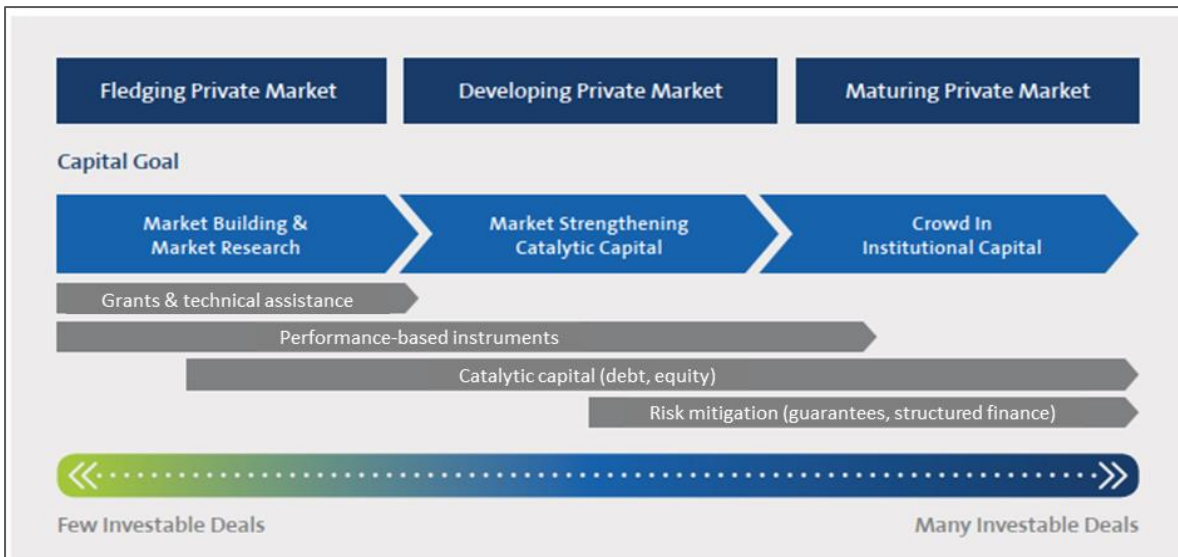 Fledging Private Market
Developing Private Market
Maturing Private Market
Capital Goal
Market Building &
Market Research
Market Strengthening
Catalytic Capital
Crowd In
Institutional Capital
Grants & technical assistance
Performance-based instruments
Catalytic capital (debt, equity)
Risk mitigation (guarantees, structured finance)
Few Investable Deals
Many Investable Deals